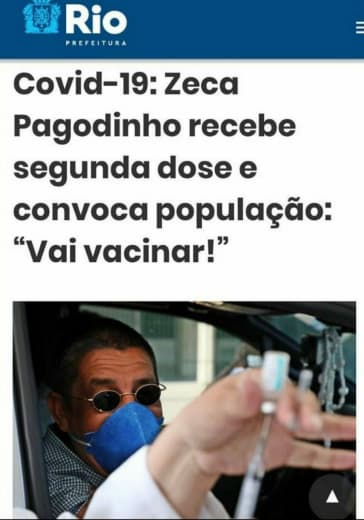 Rio
PREFEITURA
Covid-19: Zeca
Pagodinho recebe
segunda dose e
convoca população:
“Vai vacinar!”